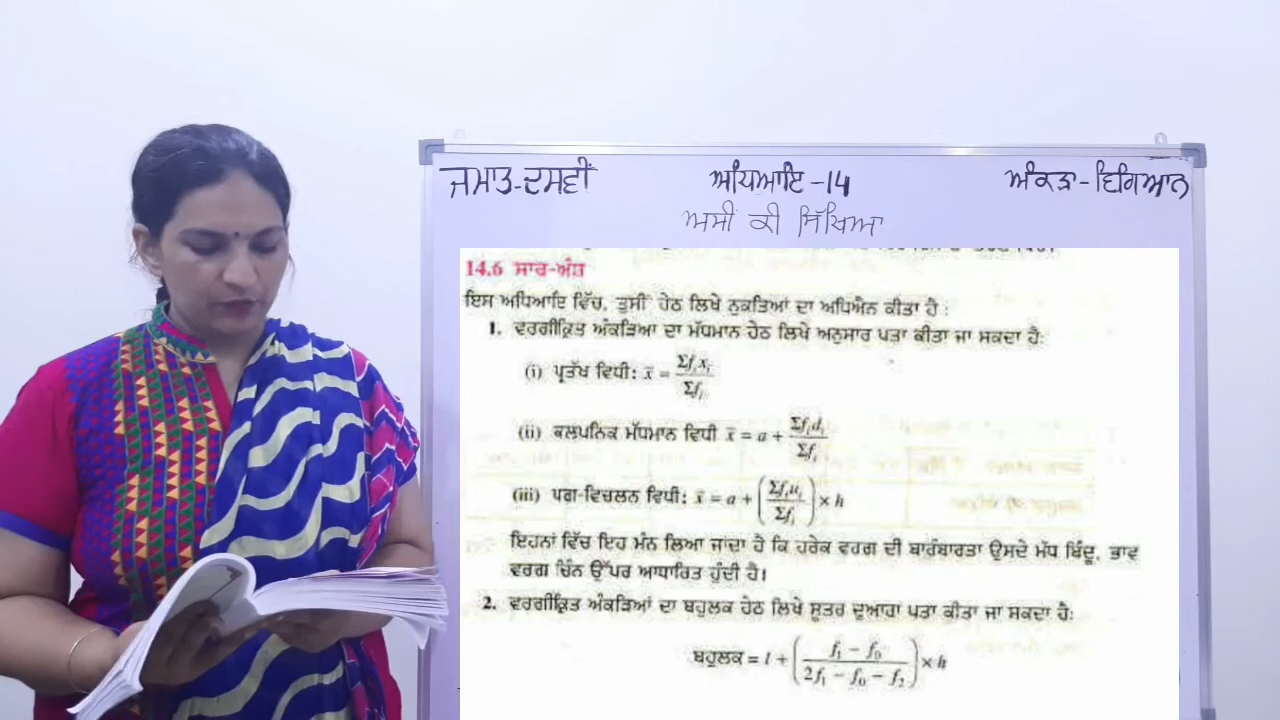 ਜਮਾਤ-ਦਸਵੀਂ ਅਧਿਆਇ-14 ਅੰਕੜਾ-ਵਿਗਿਆਨ
ਅਸੀਂ ਕੀ ਸਿੱਖਿਆ
14.6 ਸਾਰ-ਅੰਸ਼
ਇਸ ਅਧਿਆਇ ਵਿੱਚ, ਤੁਸੀਂ ਹੇਠ ਲਿਖੇ ਨੁਕਤਿਆਂ ਦਾ ਅਧਿਐਨ ਕੀਤਾ ਹੈ :
1. ਵਰਗੀਕ੍ਰਿਤ ਅੰਕੜਿਆਂ ਦਾ ਮੱਧਮਾਨ ਹੇਠ ਲਿਖੇ ਅਨੁਸਾਰ ਪਤਾ ਕੀਤਾ ਜਾ ਸਕਦਾ ਹੈ:
(i) ਪ੍ਰਤੱਖ ਵਿਧੀ: x̄ = Σfᵢxᵢ / Σfᵢ
(ii) ਕਲਪਨਿਕ ਮੱਧਮਾਨ ਵਿਧੀ x̄ = a + Σfᵢdᵢ / Σfᵢ
(iii) ਪਗ-ਵਿਚਲਨ ਵਿਧੀ: x̄ = a + (Σfᵢuᵢ / Σfᵢ) × h
ਇਹਨਾਂ ਵਿੱਚ ਇਹ ਮੰਨ ਲਿਆ ਜਾਂਦਾ ਹੈ ਕਿ ਹਰੇਕ ਵਰਗ ਦੀ ਬਾਰੰਬਾਰਤਾ ਉਸਦੇ ਮੱਧ ਬਿੰਦੂ, ਭਾਵ
ਵਰਗ ਚਿੰਨ ਉੱਪਰ ਆਧਾਰਿਤ ਹੁੰਦੀ ਹੈ।
2. ਵਰਗੀਕ੍ਰਿਤ ਅੰਕੜਿਆਂ ਦਾ ਬਹੁਲਕ ਹੇਠ ਲਿਖੇ ਸੂਤਰ ਦੁਆਰਾ ਪਤਾ ਕੀਤਾ ਜਾ ਸਕਦਾ ਹੈ:
ਬਹੁਲਕ = l + (f₁ − f₀ / 2f₁ − f₀ − f₂) × h